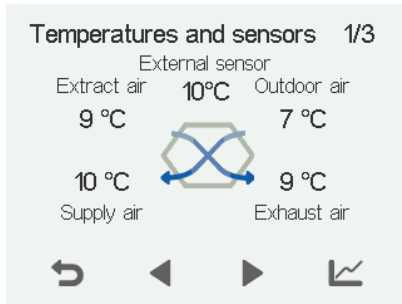 Temperatures and sensors 1/3
External sensor
Extract air 10°C Outdoor air
9 °C 7 °C
10 °C 9 °C
Supply air Exhaust air